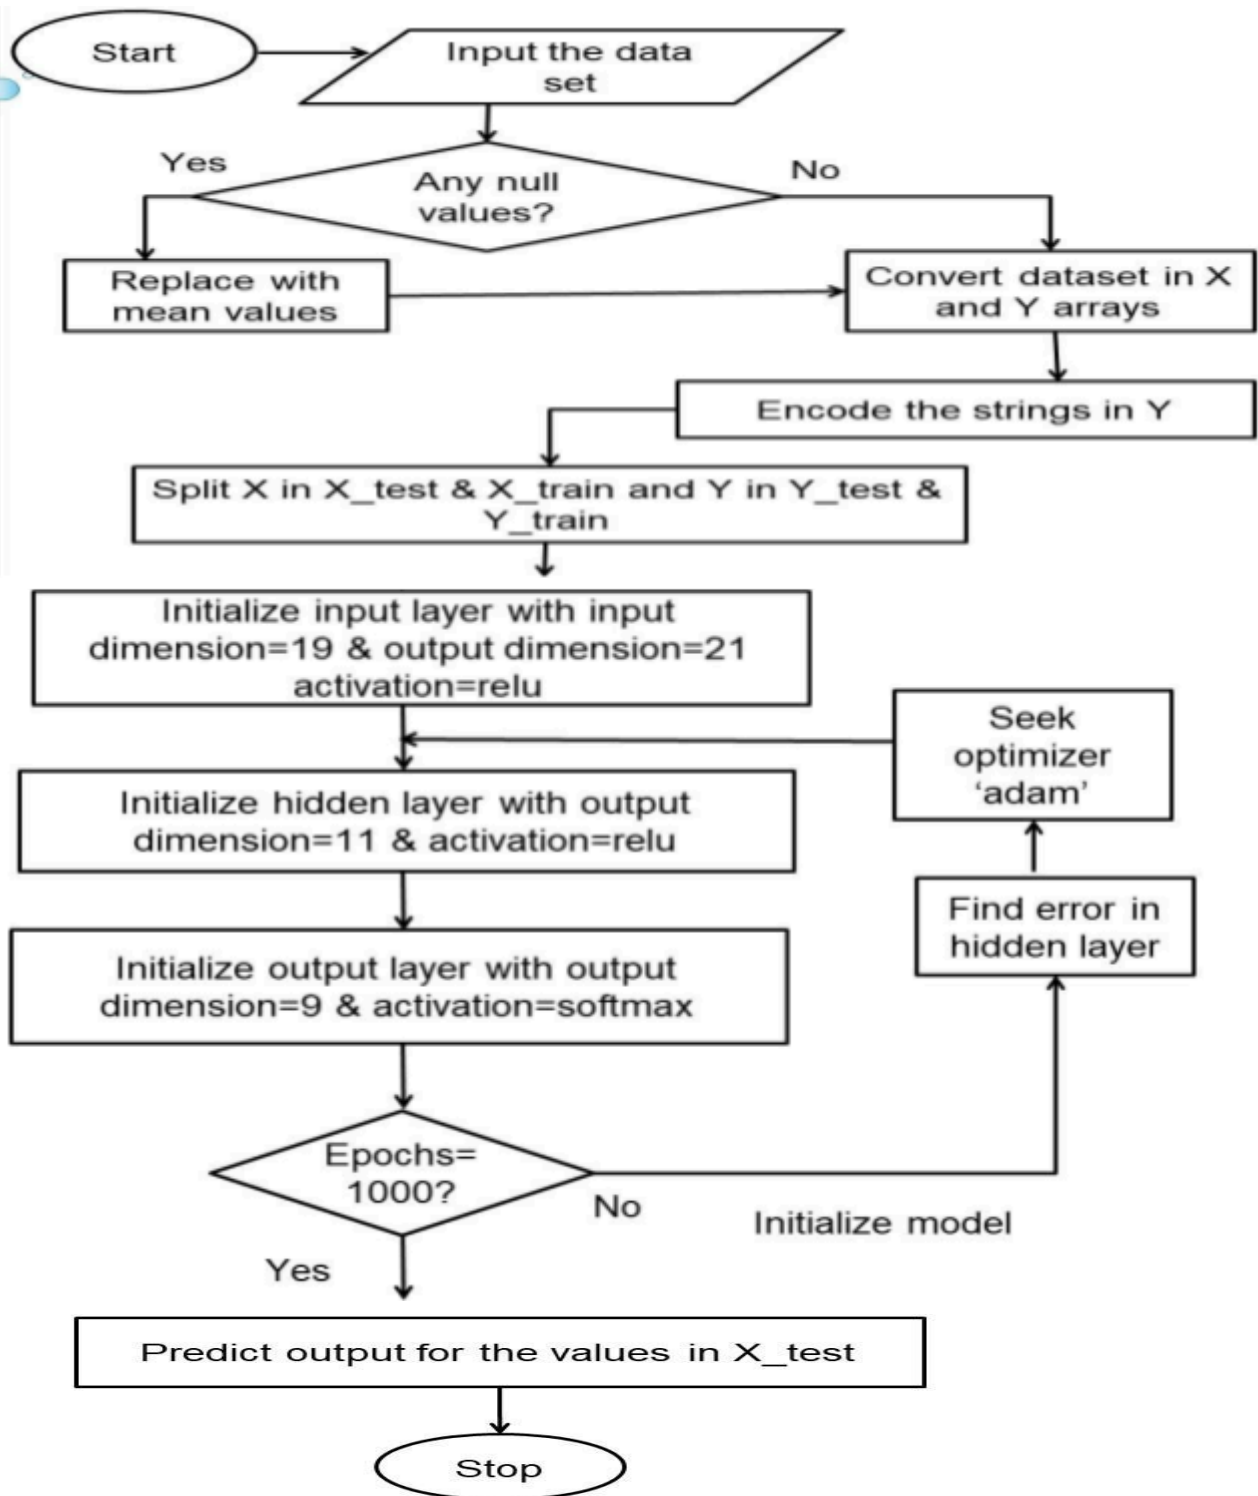 Start
Input the data
set
Any null
values?
Yes
No
Replace with
mean values
Convert dataset in X
and Y arrays
Encode the strings in Y
Split X in X_test & X_train and Y in Y_test &
Y_train
Initialize input layer with input
dimension=19 & output dimension=21
activation=relu
Seek
optimizer
‘adam’
Initialize hidden layer with output
dimension=11 & activation=relu
Find error in
hidden layer
Initialize output layer with output
dimension=9 & activation=softmax
Epochs=
1000?
No
Initialize model
Yes
Predict output for the values in X_test
Stop